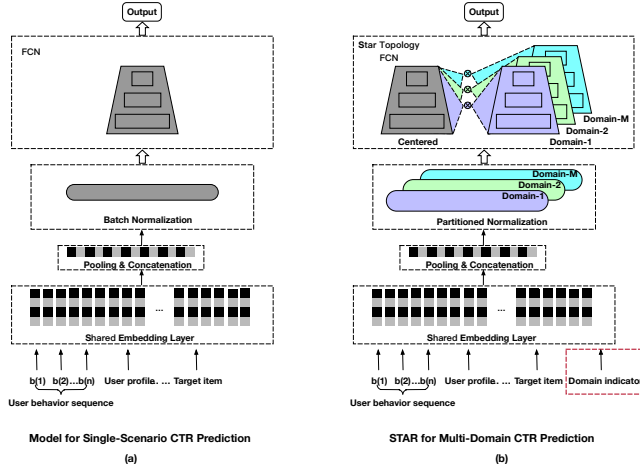 Output
FCN
Batch Normalization
Pooling & Concatenation
...
Shared Embedding Layer
b(1) b(2)...b(n) User profile... ... Target item
User behavior sequence
Model for Single-Scenario CTR Prediction
(a)
Output
Star Topology
FCN
Centered
Domain-M
Domain-2
Domain-1
Domain-M
Domain-2
Domain-1
Partitioned Normalization
Pooling & Concatenation
...
Shared Embedding Layer
b(1) b(2)...b(n) User profile... ... Target item Domain indicator
User behavior sequence
STAR for Multi-Domain CTR Prediction
(b)